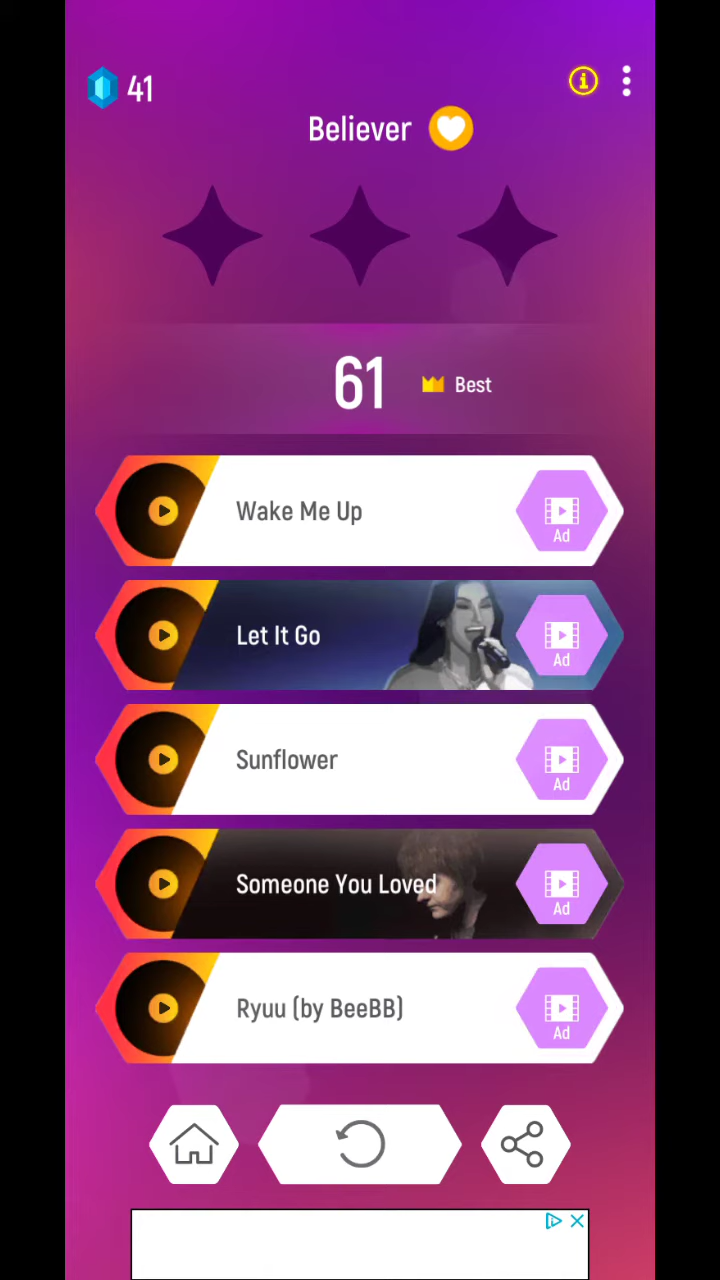 41
Believer
61
Best
Wake Me Up
Ad
Let It Go
Ad
Sunflower
Ad
Someone You Loved
Ad
Ryuu (by BeeBB)
Ad